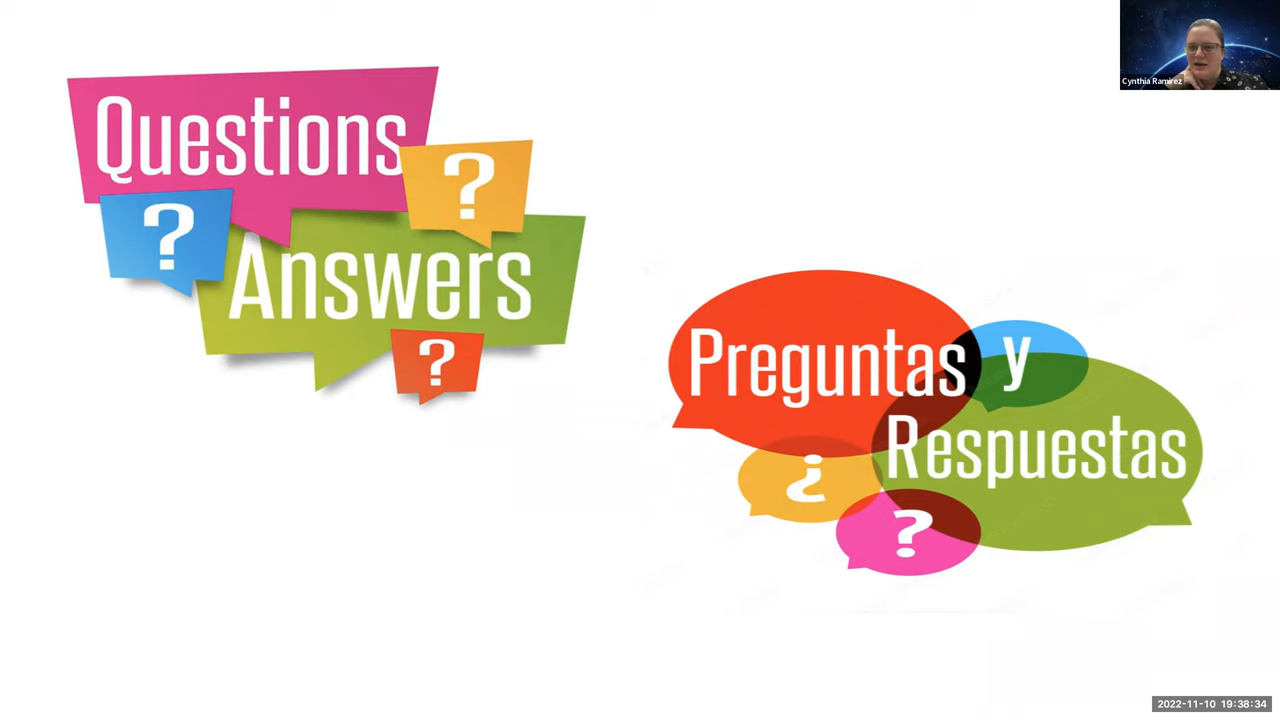 Cynthia Ramirez
Questions
?
?
Answers
?
Preguntas y
Respuestas
¿
?
2022-11-10 19:38:34